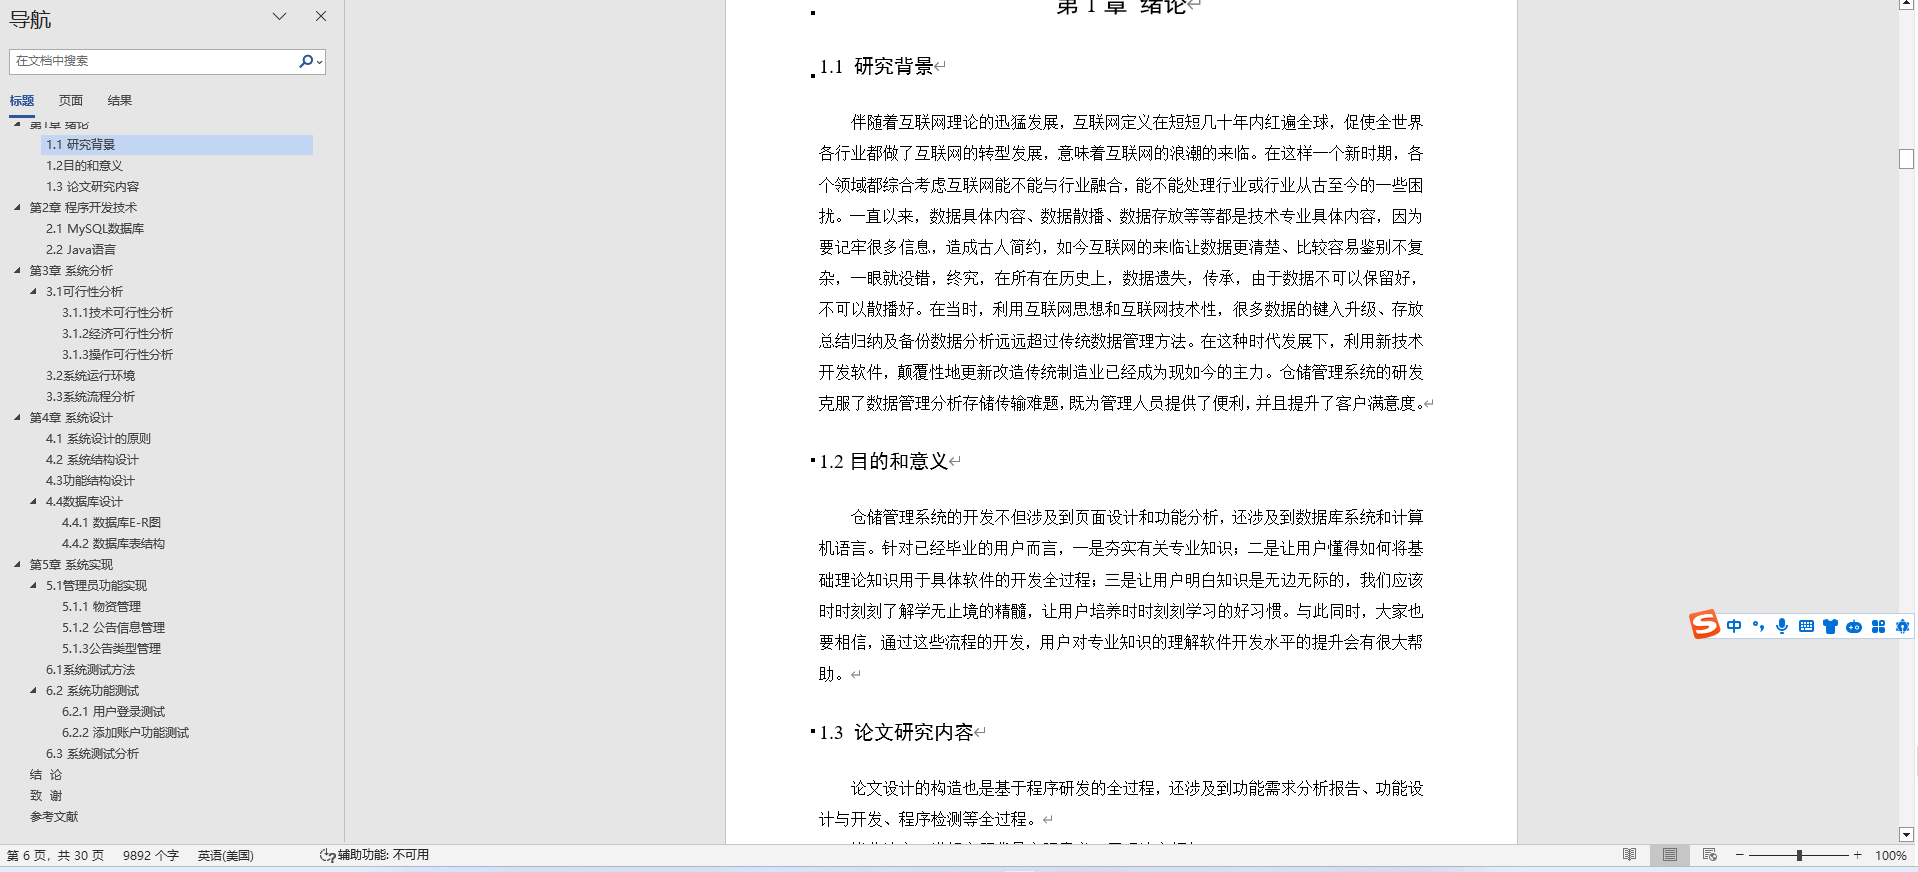 导航
在文档中搜索
标题 页面 结果
第1章 绪论
1.1 研究背景
1.2目的和意义
1.3 论文研究内容
第2章 程序开发技术
2.1 MySQL数据库
2.2 Java语言
第3章 系统分析
3.1可行性分析
3.1.1技术可行性分析
3.1.2经济可行性分析
3.1.3操作可行性分析
3.2系统运行环境
3.3系统流程分析
第4章 系统设计
4.1 系统设计的原则
4.2 系统结构设计
4.3功能结构设计
4.4数据库设计
4.4.1 数据库E-R图
4.4.2 数据库表结构
第5章 系统实现
5.1管理员功能实现
5.1.1 物资管理
5.1.2 公告信息管理
5.1.3公告类型管理
6.1系统测试方法
6.2 系统功能测试
6.2.1 用户登录测试
6.2.2 添加账户功能测试
6.3 系统测试分析
结 论
致 谢
参考文献
第 1 章 绪论
1.1 研究背景
伴随着互联网理论的迅猛发展，互联网定义在短短几十年内红遍全球，促使全世界
各行业都做了互联网的转型发展，意味着互联网的浪潮的来临。在这样一个新时期，各
个领域都综合考虑互联网能不能与行业融合，能不能处理行业或行业从古至今的一些困
扰。一直以来，数据具体内容、数据散播、数据存放等等都是技术专业具体内容，因为
要记牢很多信息，造成古人简约，如今互联网的来临让数据更清楚、比较容易鉴别不复
杂，一眼就没错，终究，在所有在历史上，数据遗失，传承，由于数据不可以保留好，
不可以散播好。在当时，利用互联网思想和互联网技术性，很多数据的键入升级、存放
总结归纳及备份数据分析远远超过传统数据管理方法。在这种时代发展下，利用新技术
开发软件，颠覆性地更新改造传统制造业已经成为现如今的主力。仓储管理系统的研发
克服了数据管理分析存储传输难题，既为管理人员提供了便利，并且提升了客户满意度。
1.2 目的和意义
仓储管理系统的开发不但涉及到页面设计和功能分析，还涉及到数据库系统和计算
机语言。针对已经毕业的用户而言，一是夯实有关专业知识；二是让用户懂得如何将基
础理论知识用于具体软件的开发全过程；三是让用户明白知识是无边无际的，我们应该
时时刻刻了解学无止境的精髓，让用户培养时时刻刻学习的好习惯。与此同时，大家也
要相信，通过这些流程的开发，用户对专业知识的理解软件开发水平的提升会有很大帮
助。
1.3 论文研究内容
论文设计的构造也是基于程序研发的全过程，还涉及到功能需求分析报告、功能设
计与开发、程序检测等全过程。
中
第 6 页，共 30 页 9892 个字 英语(美国) 辅助功能: 不可用 100%